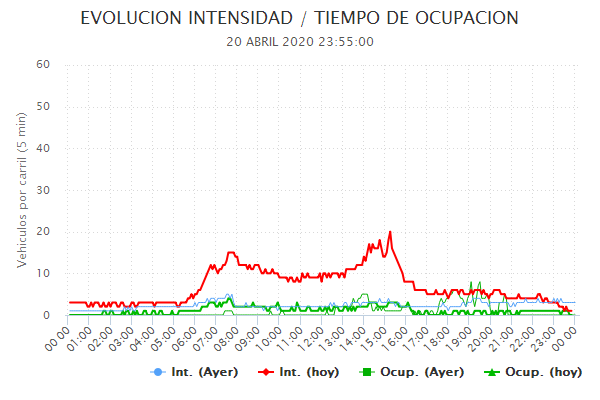 EVOLUCION INTENSIDAD / TIEMPO DE OCUPACION
20 ABRIL 2020 23:55:00
Vehiculos por carril (5 min)
60
50
40
30
20
10
0
00:00 01:00 02:00 03:00 04:00 05:00 06:00 07:00 08:00 09:00 10:00 11:00 12:00 13:00 14:00 15:00 16:00 17:00 18:00 19:00 20:00 21:00 22:00 23:00 00:00
Int. (Ayer) Int. (hoy) Ocup. (Ayer) Ocup. (hoy)